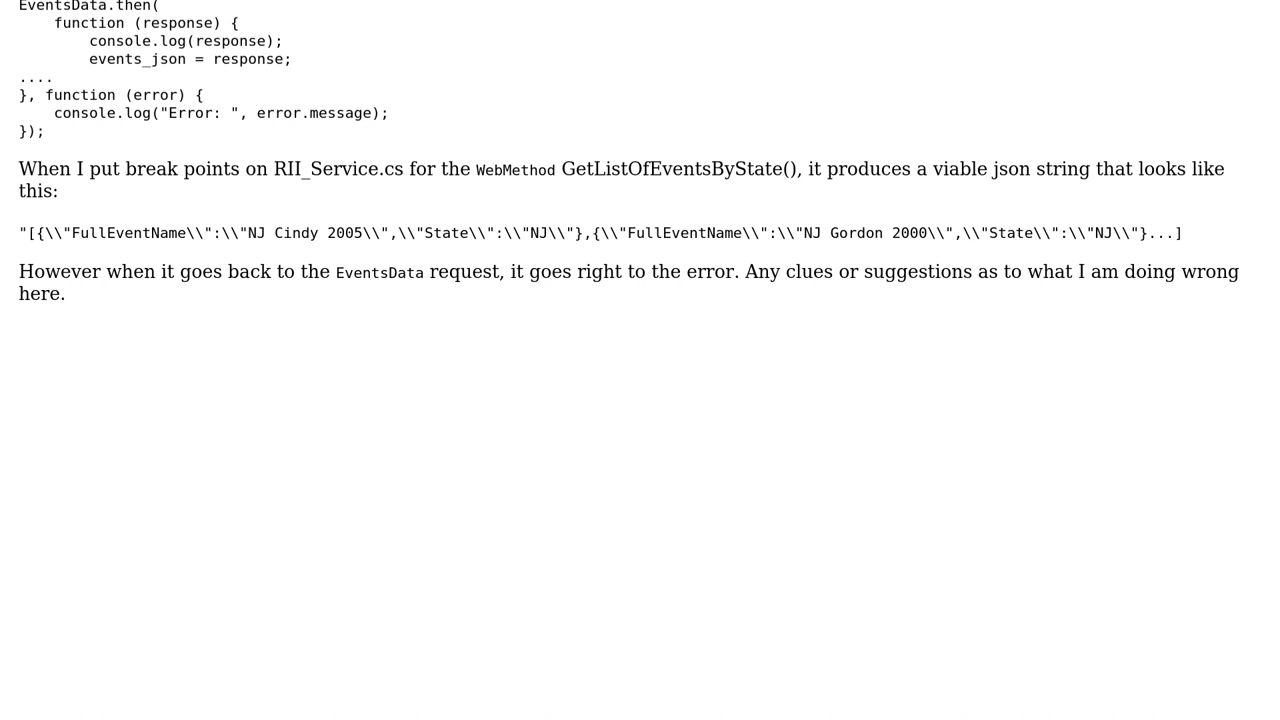 EventsData.then(
    function (response) {
        console.log(response);
        events_json = response;
....
}, function (error) {
    console.log("Error: ", error.message);
});
When I put break points on RII_Service.cs for the WebMethod GetListOfEventsByState(), it produces a viable json string that looks like
this:
"[{\\"FullEventName\\":\\"NJ Cindy 2005\\",\\"State\\":\\"NJ\\"},{\\"FullEventName\\":\\"NJ Gordon 2000\\",\\"State\\":\\"NJ\\"}...]
However when it goes back to the EventsData request, it goes right to the error. Any clues or suggestions as to what I am doing wrong
here.